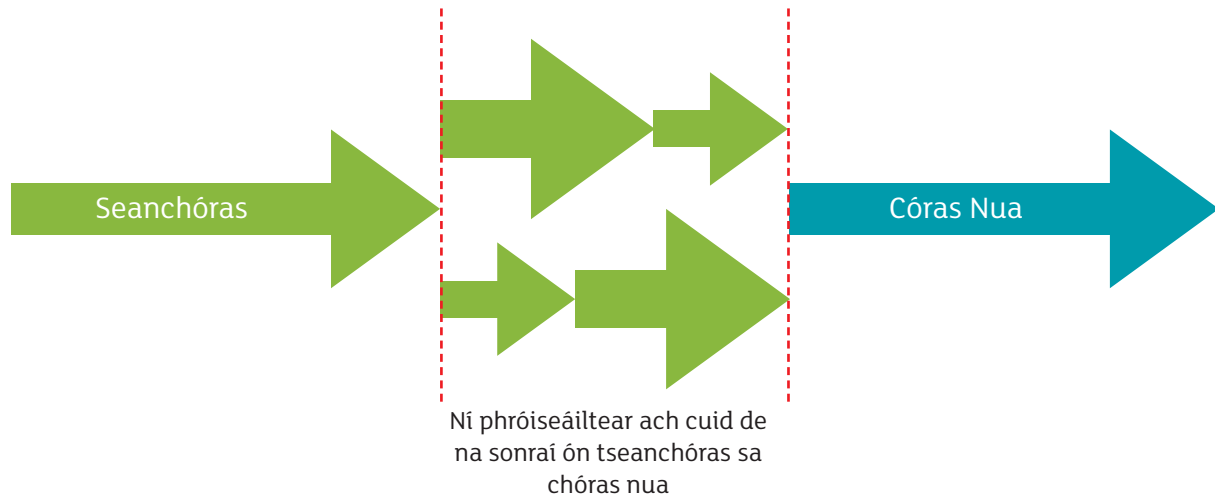 Seanchóras
Córas Nua
Ní phróiseáiltear ach cuid de
na sonraí ón tseanchóras sa
chóras nua